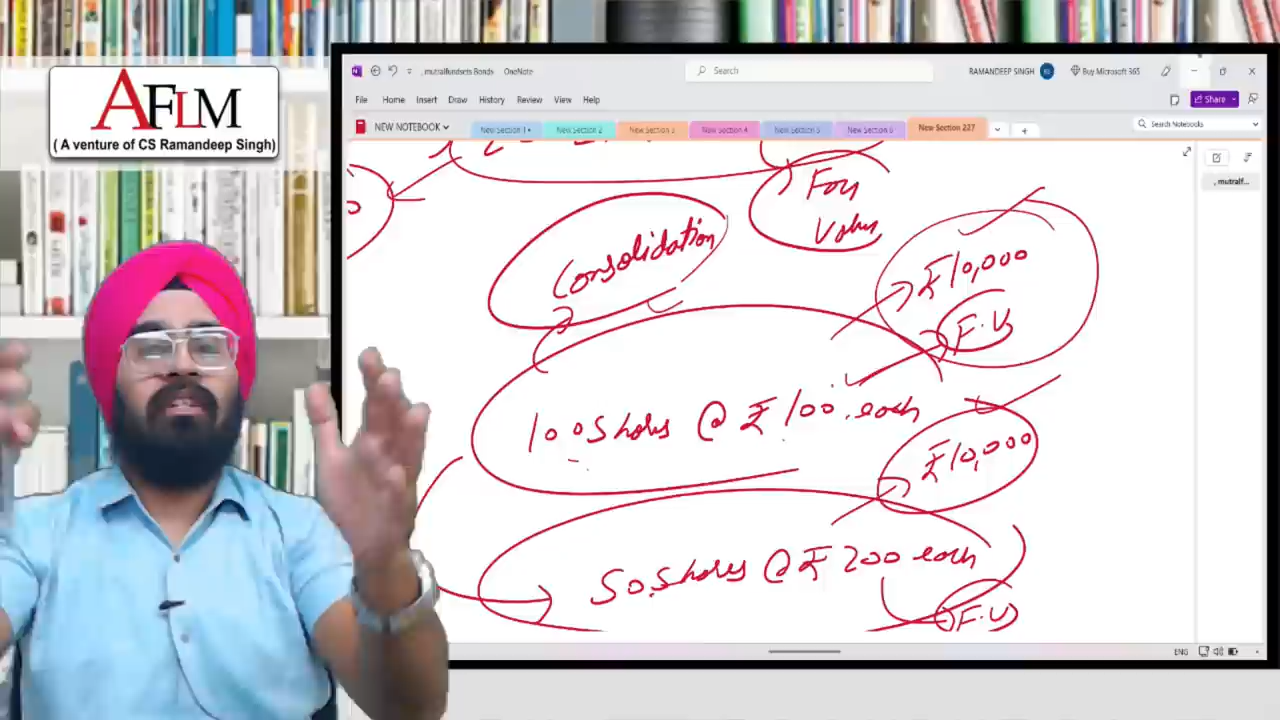 AFLM
( A venture of CS Ramandeep Singh)
, mutralfundsets Bonds - OneNote
Search
RAMANDEEP SINGH
Buy Microsoft 365
File Home Insert Draw History Review View Help
Share
NEW NOTEBOOK
New Section 1
New Section 2
New Section 3
New Section 4
New Section 5
New Section 6
New Section 227
Search Notebooks
, mutralf...
Consolidation
₹10,000
F.V
100 Shares @ ₹100. each
₹10,000
50 Shares @ ₹200 each
F.V
ENG